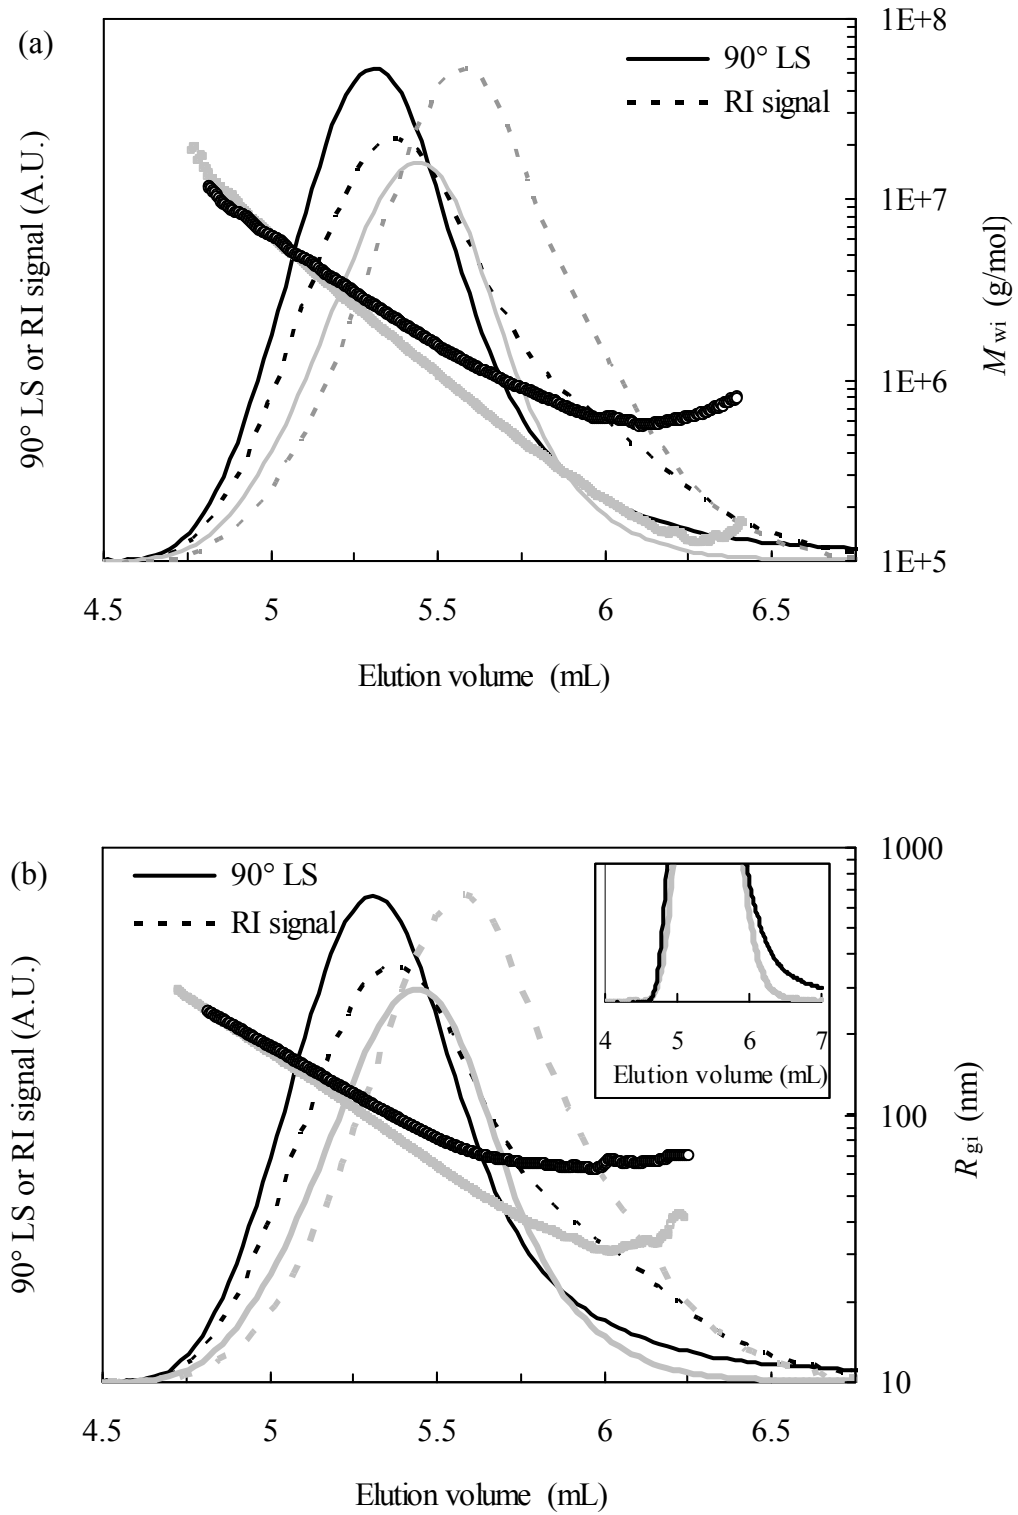 (a)
90° LS
RI signal
90° LS or RI signal (A.U.)
1E+8
1E+7
1E+6
1E+5
M wi (g/mol)
4.5 5 5.5 6 6.5
Elution volume (mL)
(b)
90° LS
RI signal
90° LS or RI signal (A.U.)
4 5 6 7
Elution volume (mL)
1000
100
10
R gi (nm)
4.5 5 5.5 6 6.5
Elution volume (mL)